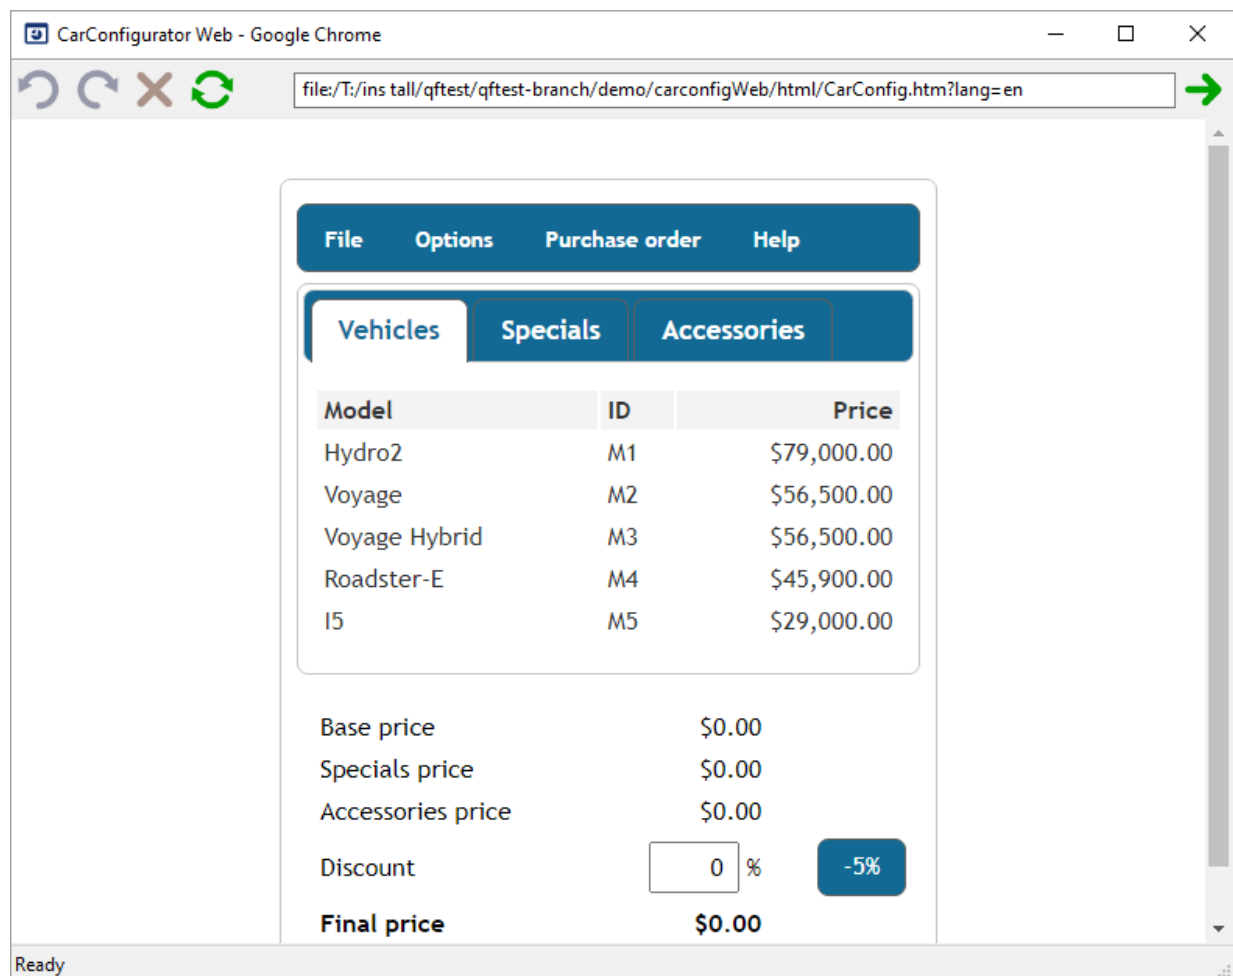 CarConfigurator Web - Google Chrome
file:/T:/ins tall/qftest/qftest-branch/demo/carconfigWeb/html/CarConfig.htm?lang=en
File Options Purchase order Help
Vehicles Specials Accessories
Model ID Price
Hydro2 M1 $79,000.00
Voyage M2 $56,500.00
Voyage Hybrid M3 $56,500.00
Roadster-E M4 $45,900.00
I5 M5 $29,000.00
Base price $0.00
Specials price $0.00
Accessories price $0.00
Discount 0 % -5%
Final price $0.00
Ready